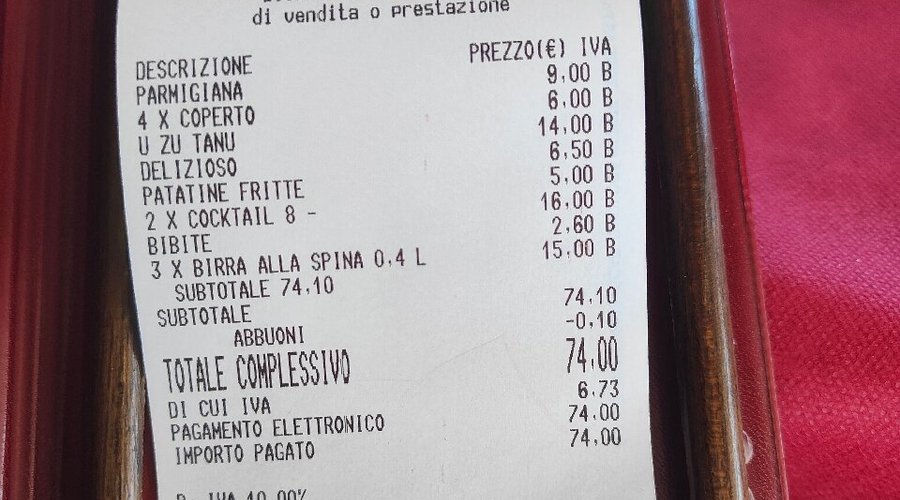 di vendita o prestazione
DESCRIZIONE PREZZO(€) IVA
PARMIGIANA 9,00 B
4 X COPERTO 6,00 B
U ZU TANU 14,00 B
DELIZIOSO 6,50 B
PATATINE FRITTE 5,00 B
2 X COCKTAIL 8 - 16,00 B
BIBITE 2,60 B
3 X BIRRA ALLA SPINA 0,4 L 15,00 B
SUBTOTALE 74,10
SUBTOTALE 74,10
ABBUONI -0,10
TOTALE COMPLESSIVO 74,00
DI CUI IVA 6,73
PAGAMENTO ELETTRONICO 74,00
IMPORTO PAGATO 74,00
IVA 10,00%